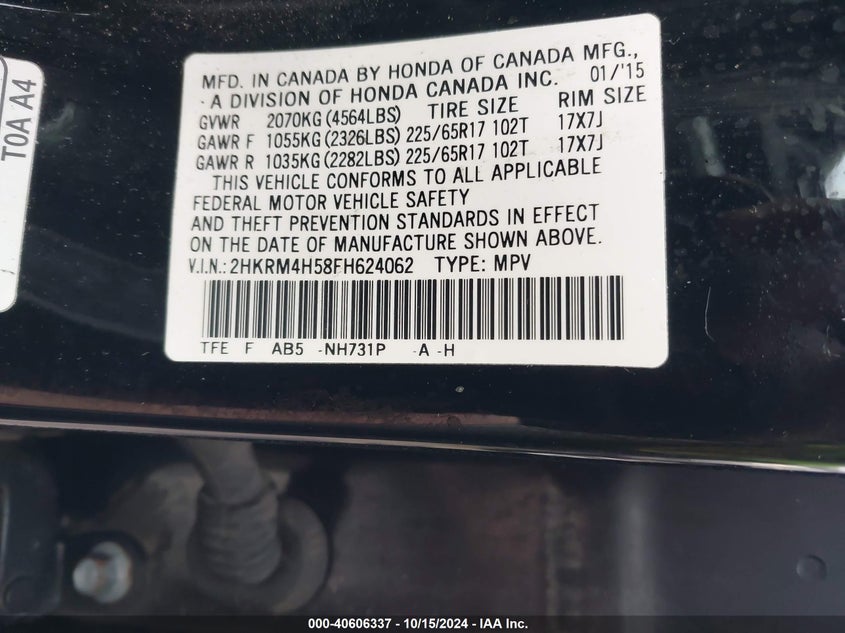 MFD. IN CANADA BY HONDA OF CANADA MFG.,
A DIVISION OF HONDA CANADA INC. 01/'15
GVWR 2070KG(4564LBS) TIRE SIZE RIM SIZE
GAWR F 1055KG(2326LBS) 225/65R17 102T 17X7J
GAWR R 1035KG(2282LBS) 225/65R17 102T 17X7J
THIS VEHICLE CONFORMS TO ALL APPLICABLE
FEDERAL MOTOR VEHICLE SAFETY
AND THEFT PREVENTION STANDARDS IN EFFECT
ON THE DATE OF MANUFACTURE SHOWN ABOVE.
V.I.N.: 2HKRM4H58FH624062 TYPE: MPV
TFE F AB5 -NH731P -A -H
T0A A4
000-40606337 - 10/15/2024 - IAA Inc.